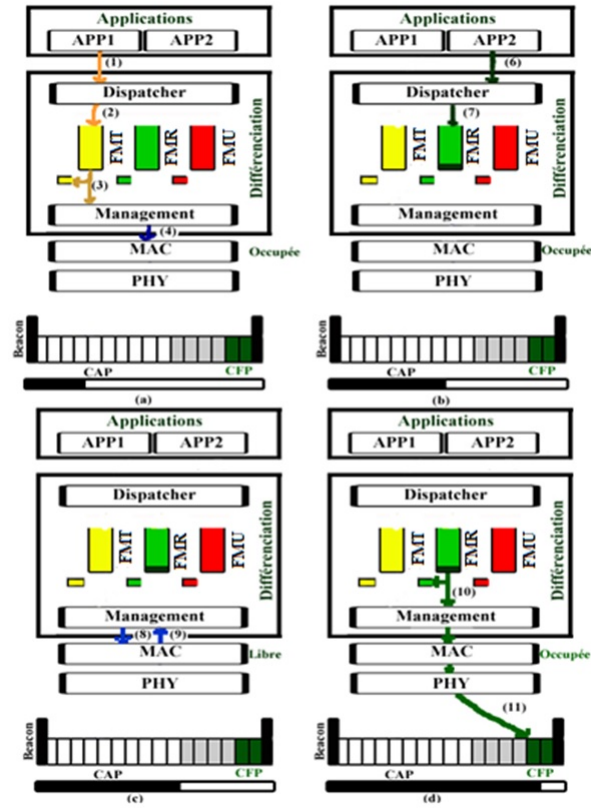 Applications
APP1 APP2
(1)
Dispatcher
(2)
FMT FMR FMU
Différenciation
(3)
Management
(4)
MAC Occupée
PHY
Beacon
CAP CFP
(a)
Applications
APP1 APP2
(6)
Dispatcher
(7)
FMT FMR FMU
Différenciation
Management
MAC Occupée
PHY
Beacon
CAP CFP
(b)
Applications
APP1 APP2
Dispatcher
FMT FMR FMU
Différenciation
Management
(8) (9)
MAC Libre
PHY
Beacon
CAP CFP
(c)
Applications
APP1 APP2
Dispatcher
FMT FMR FMU
Différenciation
(10)
Management
MAC Occupée
PHY
(11)
Beacon
CAP CFP
(d)